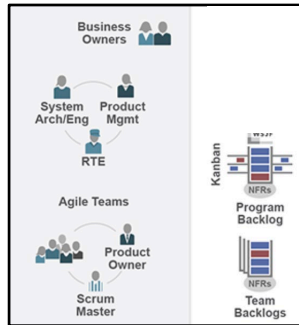 Business
Owners
System
Arch/Eng
Product
Mgmt
RTE
Agile Teams
Product
Owner
Scrum
Master
WSJF
Kanban
NFRs
Program
Backlog
NFRs
Team
Backlogs